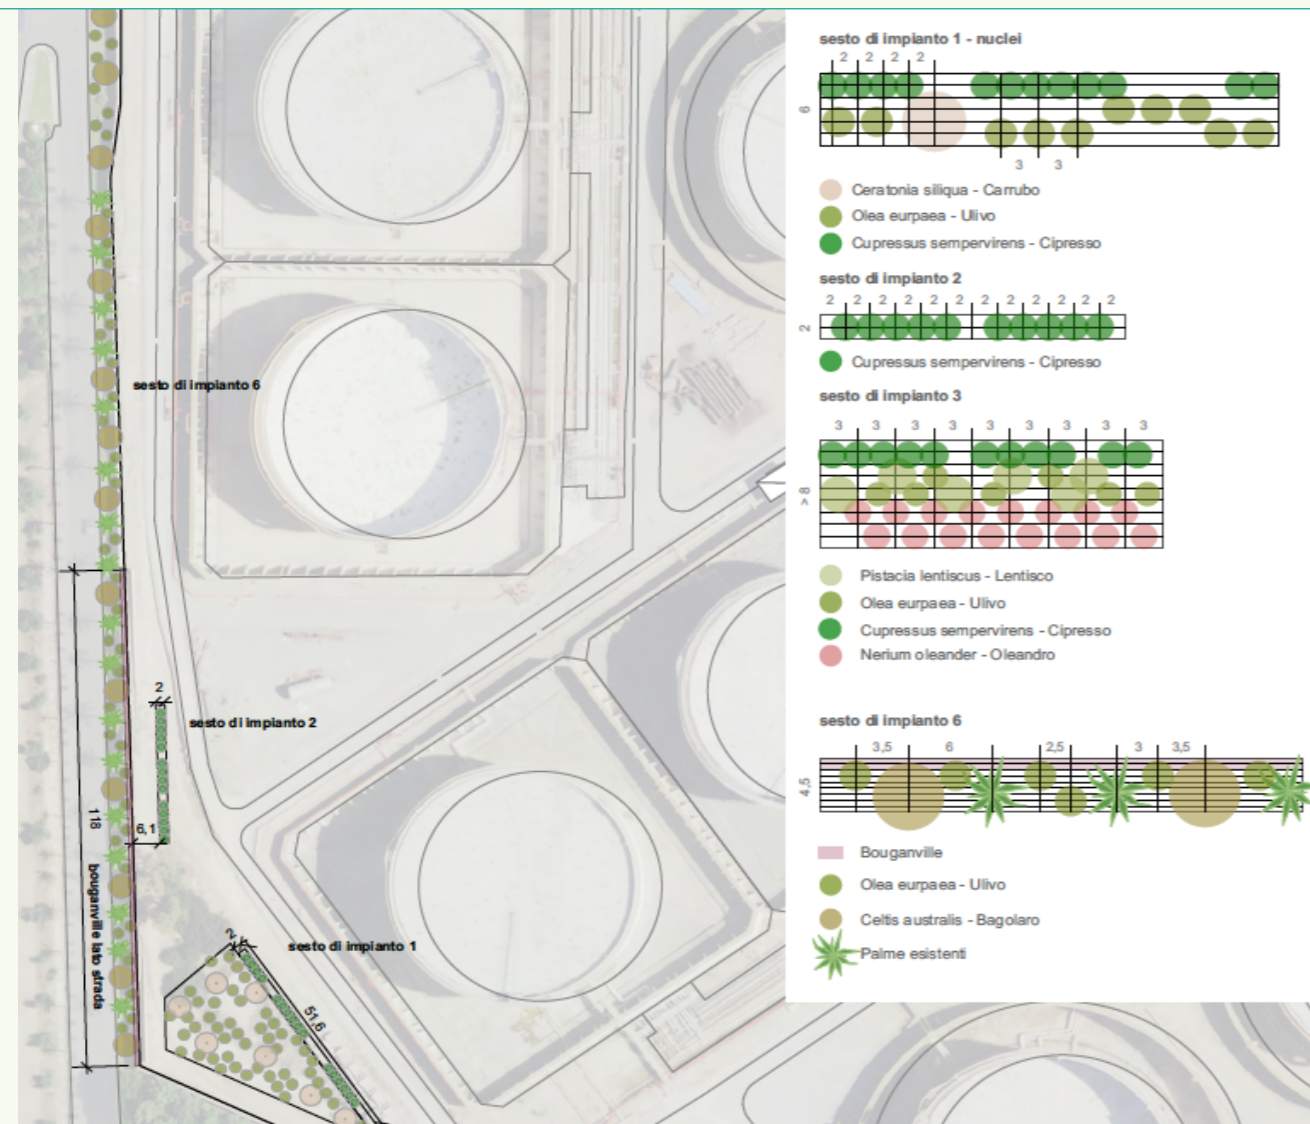 sesto di impianto 1 - nuclei
2 2 2 2
6
3 3
Ceratonia siliqua - Carrubo
Olea eurpaea - Ulivo
Cupressus sempervirens - Cipresso
sesto di impianto 2
2 2 2 2 2 2 2 2 2 2 2 2
2
Cupressus sempervirens - Cipresso
sesto di impianto 3
3 3 3 3 3 3 3 3 3
> 8
Pistacia lentiscus - Lentisco
Olea eurpaea - Ulivo
Cupressus sempervirens - Cipresso
Nerium oleander - Oleandro
sesto di impianto 6
3,5 6 2,5 3 3,5
4,5
Bouganville
Olea eurpaea - Ulivo
Celtis australis - Bagolaro
Palme esistenti
sesto di impianto 6
2
sesto di impianto 2
118
6,1
bouganville lato strada
2
sesto di impianto 1
51,6